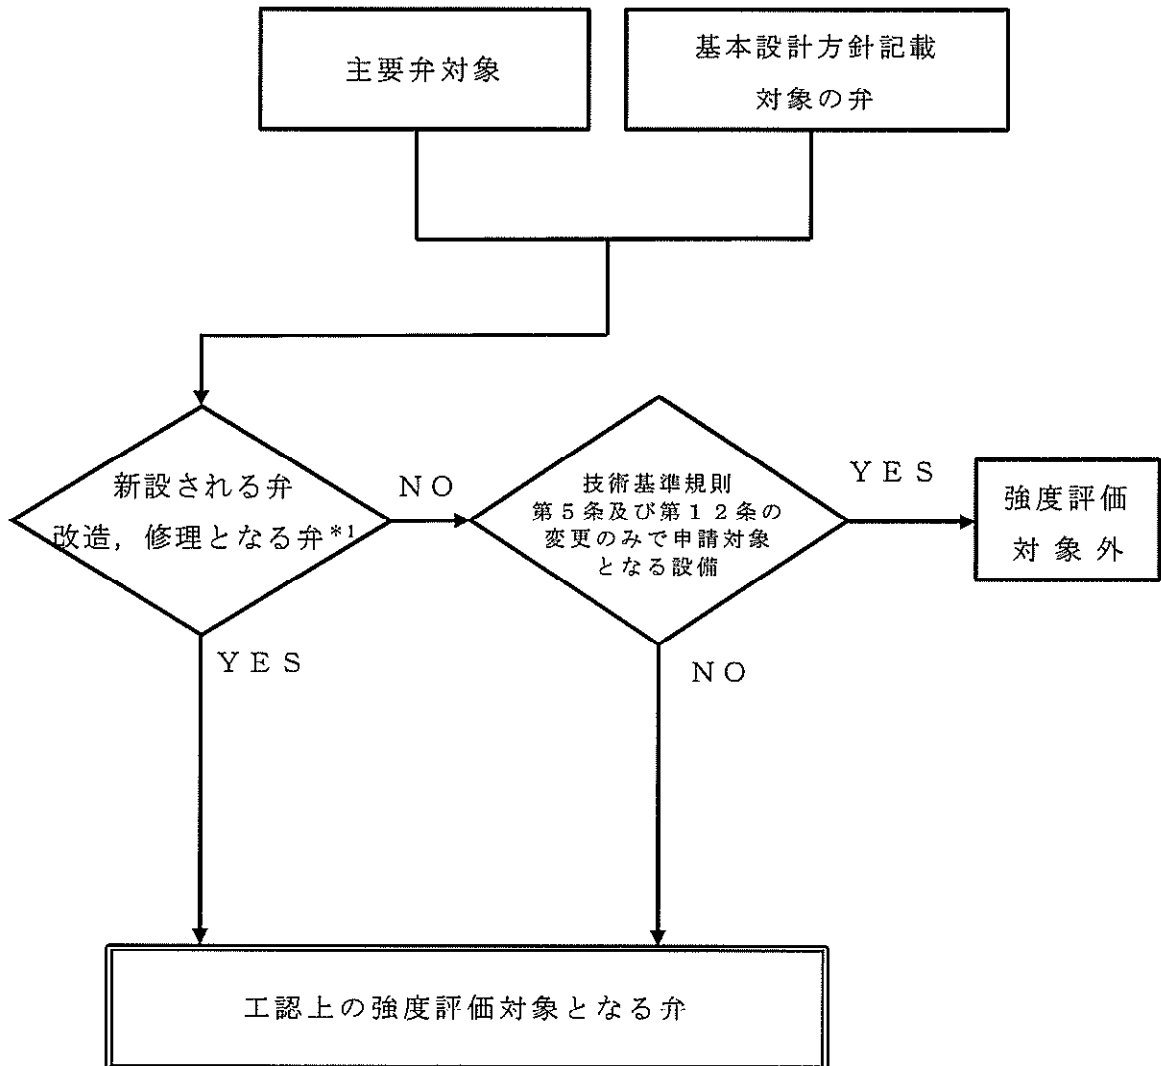 主要弁対象
基本設計方針記載
対象の弁
新設される弁
改造，修理となる弁*1
NO
技術基準規則
第５条及び第１２条の
変更のみで申請対象
となる設備
YES
強度評価
対象外
YES
NO
工認上の強度評価対象となる弁